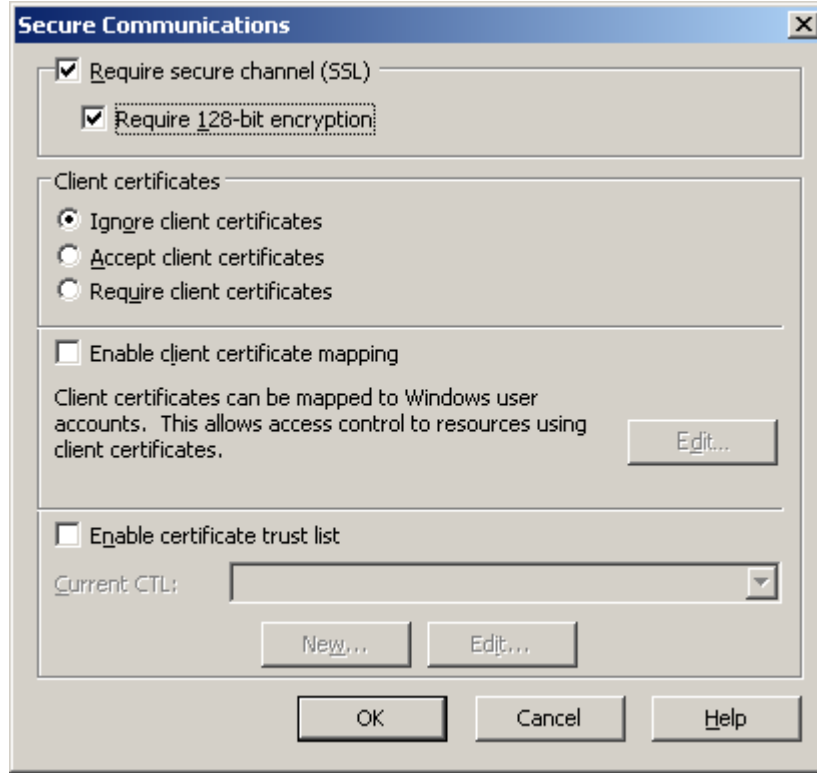 Secure Communications
Require secure channel (SSL)
Require 128-bit encryption
Client certificates
Ignore client certificates
Accept client certificates
Require client certificates
Enable client certificate mapping
Client certificates can be mapped to Windows user
accounts.  This allows access control to resources using
client certificates.
Edit...
Enable certificate trust list
Current CTL:
New... Edit...
OK Cancel Help